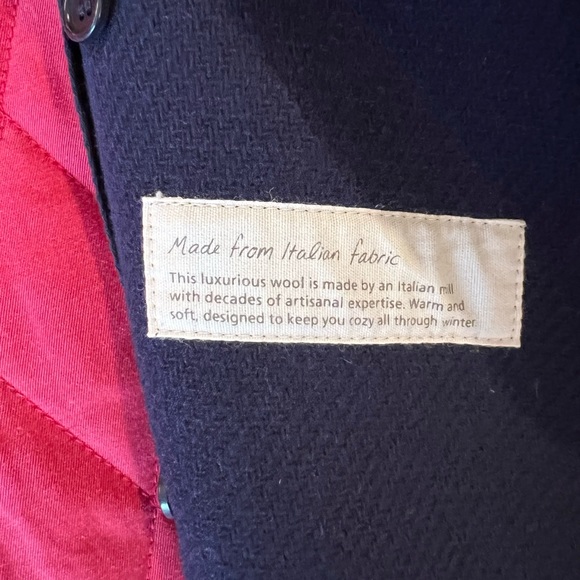 Made from Italian fabric
This luxurious wool is made by an Italian mill
with decades of artisanal expertise. Warm and
soft, designed to keep you cozy all through winter.